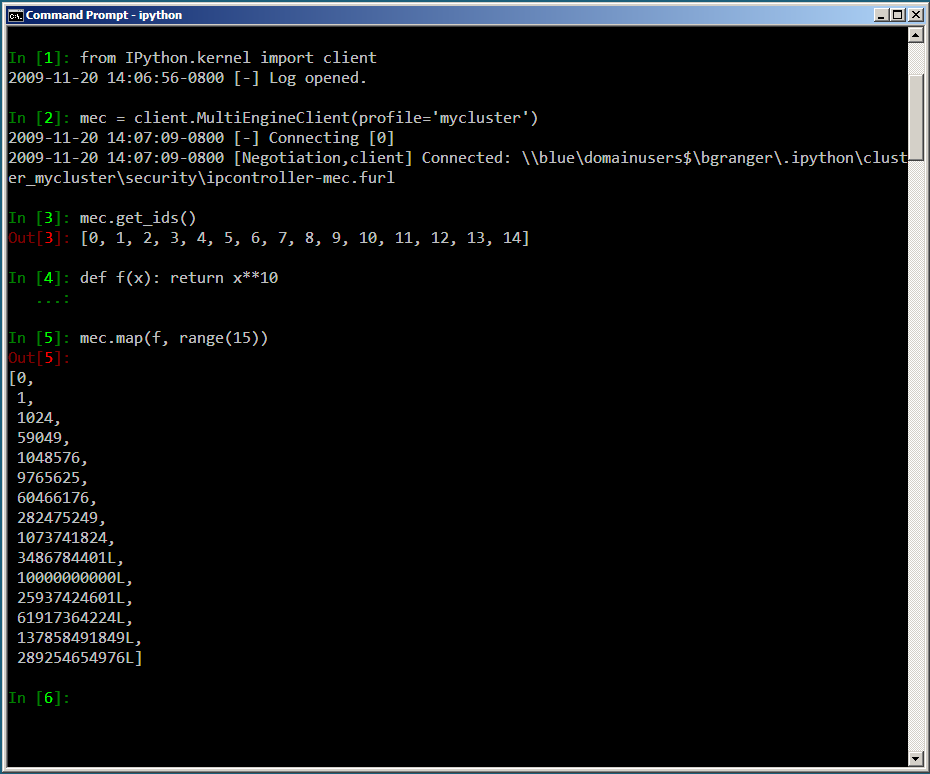 Command Prompt - ipython
In [1]: from IPython.kernel import client
2009-11-20 14:06:56-0800 [-] Log opened.
In [2]: mec = client.MultiEngineClient(profile='mycluster')
2009-11-20 14:07:09-0800 [-] Connecting [0]
2009-11-20 14:07:09-0800 [Negotiation,client] Connected: \\blue\domainusers$\bgranger\.ipython\clust
er_mycluster\security\ipcontroller-mec.furl
In [3]: mec.get_ids()
Out[3]: [0, 1, 2, 3, 4, 5, 6, 7, 8, 9, 10, 11, 12, 13, 14]
In [4]: def f(x): return x**10
   ...:
In [5]: mec.map(f, range(15))
Out[5]:
[0,
 1,
 1024,
 59049,
 1048576,
 9765625,
 60466176,
 282475249,
 1073741824,
 3486784401L,
 10000000000L,
 25937424601L,
 61917364224L,
 137858491849L,
 289254654976L]
In [6]: